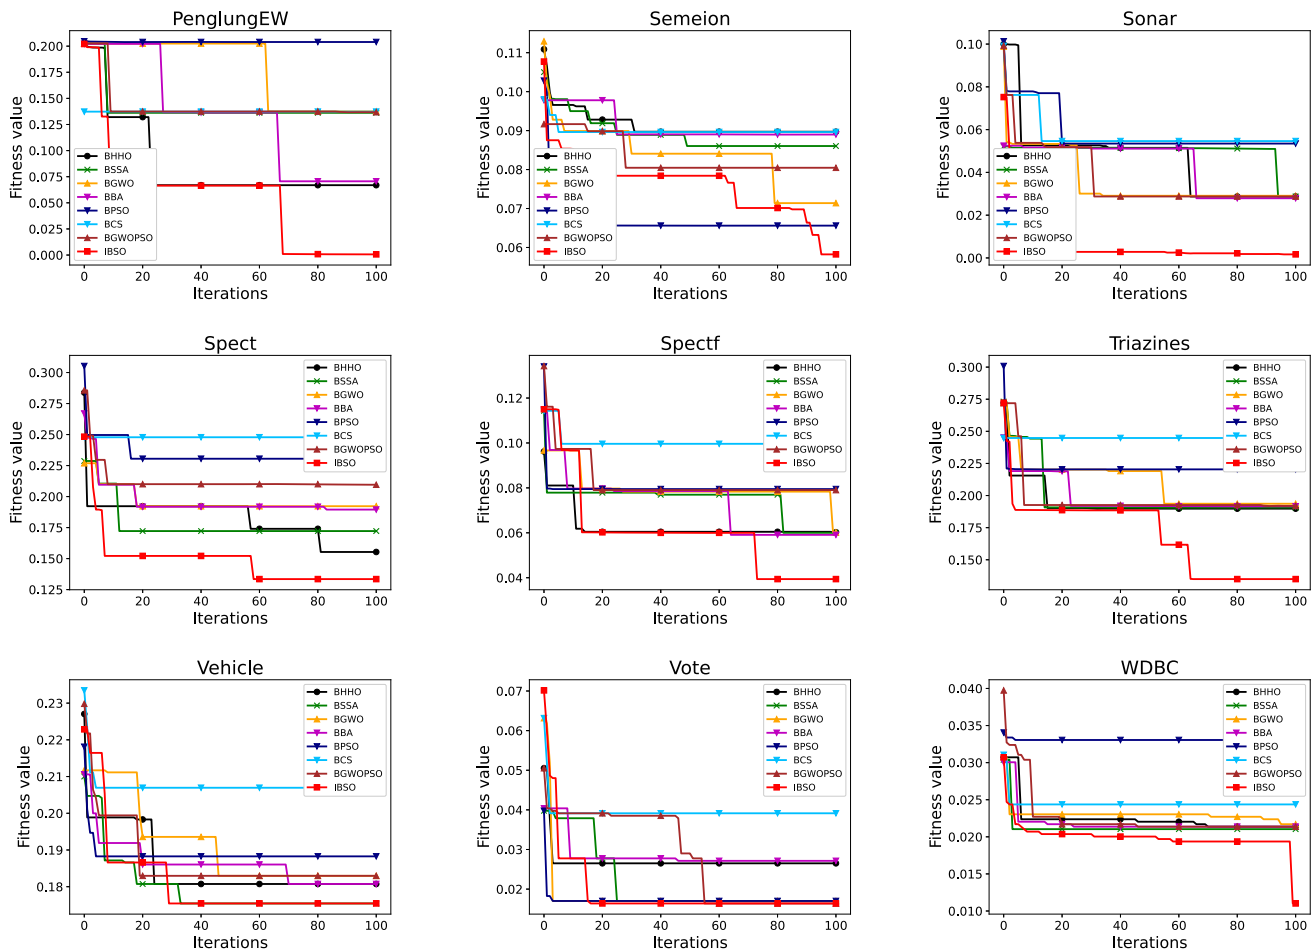 PenglungEW
Fitness value
0.200
0.175
0.150
0.125
0.100
0.075
0.050
0.025
0.000
BHHO
BSSA
BGWO
BBA
BPSO
BCS
BGWOPSO
IBSO
0 20 40 60 80 100
Iterations
Semeion
Fitness value
0.11
0.10
0.09
0.08
0.07
0.06
BHHO
BSSA
BGWO
BBA
BPSO
BCS
BGWOPSO
IBSO
0 20 40 60 80 100
Iterations
Sonar
Fitness value
0.10
0.08
0.06
0.04
0.02
0.00
BHHO
BSSA
BGWO
BBA
BPSO
BCS
BGWOPSO
IBSO
0 20 40 60 80 100
Iterations
Spect
Fitness value
0.300
0.275
0.250
0.225
0.200
0.175
0.150
0.125
BHHO
BSSA
BGWO
BBA
BPSO
BCS
BGWOPSO
IBSO
0 20 40 60 80 100
Iterations
Spectf
Fitness value
0.12
0.10
0.08
0.06
0.04
BHHO
BSSA
BGWO
BBA
BPSO
BCS
BGWOPSO
IBSO
0 20 40 60 80 100
Iterations
Triazines
Fitness value
0.300
0.275
0.250
0.225
0.200
0.175
0.150
BHHO
BSSA
BGWO
BBA
BPSO
BCS
BGWOPSO
IBSO
0 20 40 60 80 100
Iterations
Vehicle
Fitness value
0.23
0.22
0.21
0.20
0.19
0.18
BHHO
BSSA
BGWO
BBA
BPSO
BCS
BGWOPSO
IBSO
0 20 40 60 80 100
Iterations
Vote
Fitness value
0.07
0.06
0.05
0.04
0.03
0.02
BHHO
BSSA
BGWO
BBA
BPSO
BCS
BGWOPSO
IBSO
0 20 40 60 80 100
Iterations
WDBC
Fitness value
0.040
0.035
0.030
0.025
0.020
0.015
0.010
BHHO
BSSA
BGWO
BBA
BPSO
BCS
BGWOPSO
IBSO
0 20 40 60 80 100
Iterations